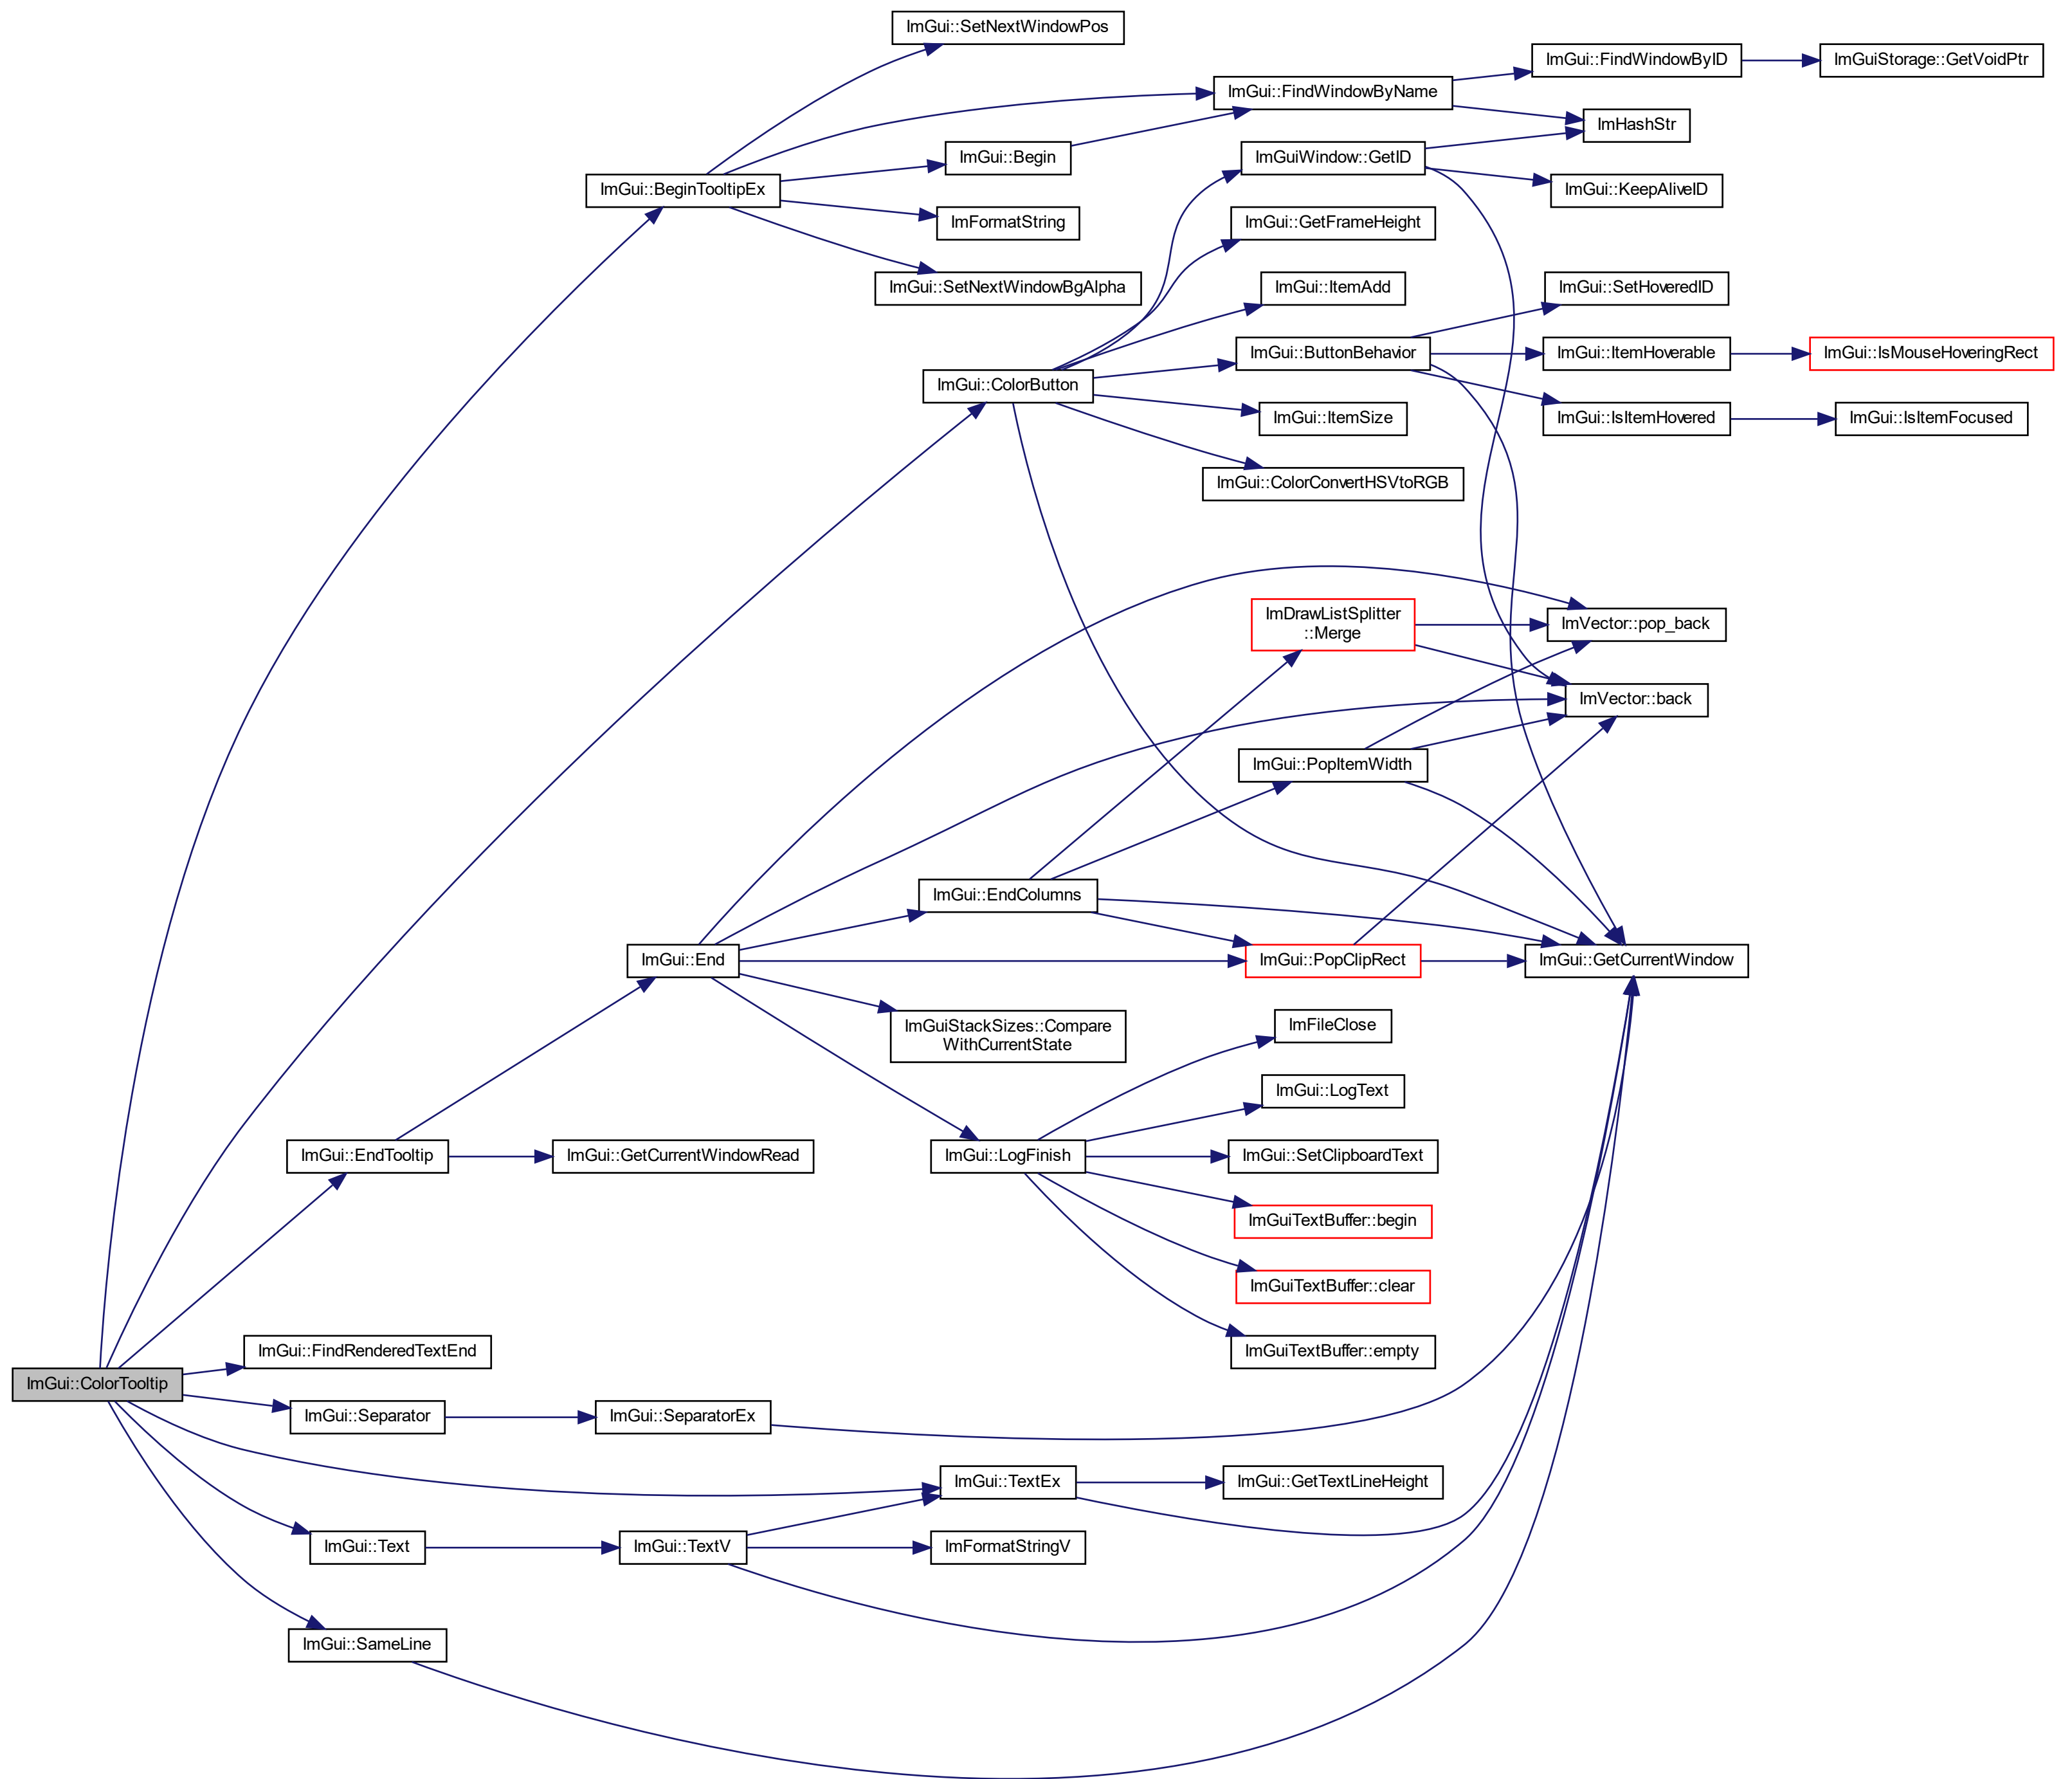 ImGui::SetNextWindowPos
ImGui::FindWindowByID
ImGuiStorage::GetVoidPtr
ImGui::FindWindowByName
ImHashStr
ImGui::Begin
ImGuiWindow::GetID
ImGui::BeginTooltipEx
ImGui::KeepAliveID
ImFormatString
ImGui::GetFrameHeight
ImGui::SetNextWindowBgAlpha
ImGui::ItemAdd
ImGui::SetHoveredID
ImGui::ButtonBehavior
ImGui::ItemHoverable
ImGui::IsMouseHoveringRect
ImGui::ColorButton
ImGui::ItemSize
ImGui::IsItemHovered
ImGui::IsItemFocused
ImGui::ColorConvertHSVtoRGB
ImDrawListSplitter
::Merge
ImVector::pop_back
ImVector::back
ImGui::PopItemWidth
ImGui::EndColumns
ImGui::End
ImGui::PopClipRect
ImGui::GetCurrentWindow
ImGuiStackSizes::Compare
WithCurrentState
ImFileClose
ImGui::LogText
ImGui::EndTooltip
ImGui::GetCurrentWindowRead
ImGui::LogFinish
ImGui::SetClipboardText
ImGuiTextBuffer::begin
ImGuiTextBuffer::clear
ImGui::FindRenderedTextEnd
ImGuiTextBuffer::empty
ImGui::ColorTooltip
ImGui::Separator
ImGui::SeparatorEx
ImGui::TextEx
ImGui::GetTextLineHeight
ImGui::Text
ImGui::TextV
ImFormatStringV
ImGui::SameLine